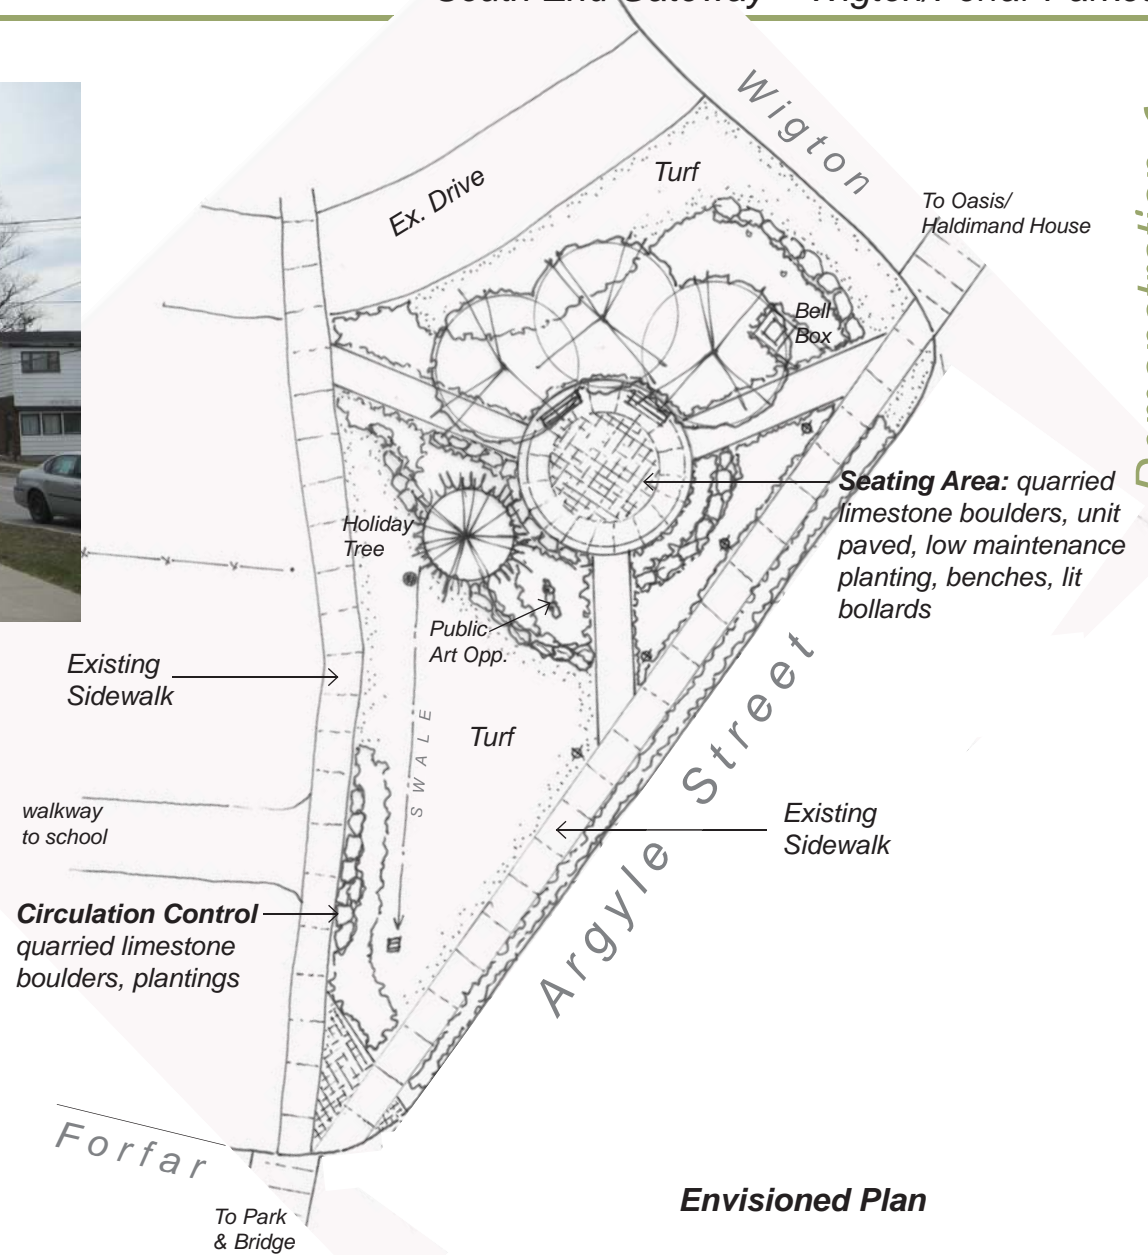 Wigton
Turf
Ex. Drive
To Oasis/
Haldimand House
Bell
Box
Seating Area: quarried
limestone boulders, unit
paved, low maintenance
planting, benches, lit
bollards
Holiday
Tree
Public
Art Opp.
Existing
Sidewalk
SWALE
Turf
Argyle Street
walkway
to school
Existing
Sidewalk
Circulation Control
quarried limestone
boulders, plantings
Forfar
To Park
& Bridge
Envisioned Plan